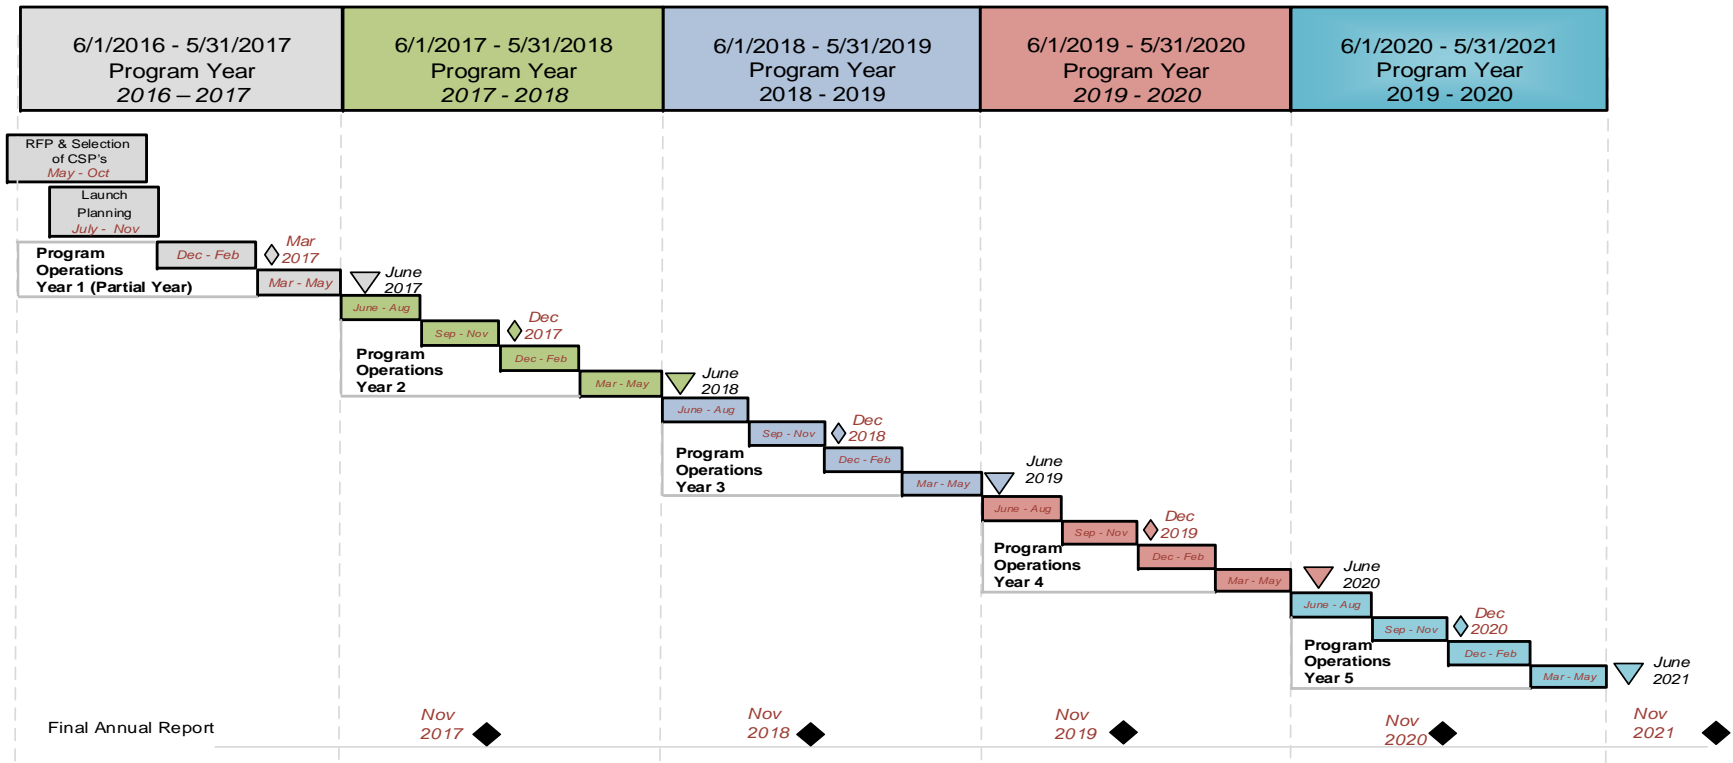 6/1/2016 - 5/31/2017
Program Year
2016 – 2017
6/1/2017 - 5/31/2018
Program Year
2017 - 2018
6/1/2018 - 5/31/2019
Program Year
2018 - 2019
6/1/2019 - 5/31/2020
Program Year
2019 - 2020
6/1/2020 - 5/31/2021
Program Year
2019 - 2020
RFP & Selection
of CSP's
May - Oct
Launch
Planning
July - Nov
Program
Operations
Year 1 (Partial Year)
Dec - Feb
Mar
2017
Mar - May
June
2017
June - Aug
Sep - Nov
Dec
2017
Program
Operations
Year 2
Dec - Feb
Mar - May
June
2018
June - Aug
Sep - Nov
Dec
2018
Program
Operations
Year 3
Dec - Feb
Mar - May
June
2019
June - Aug
Sep - Nov
Dec
2019
Program
Operations
Year 4
Dec - Feb
Mar - May
June
2020
June - Aug
Sep - Nov
Dec
2020
Program
Operations
Year 5
Dec - Feb
Mar - May
June
2021
Final Annual Report
Nov
2017
Nov
2018
Nov
2019
Nov
2020
Nov
2021